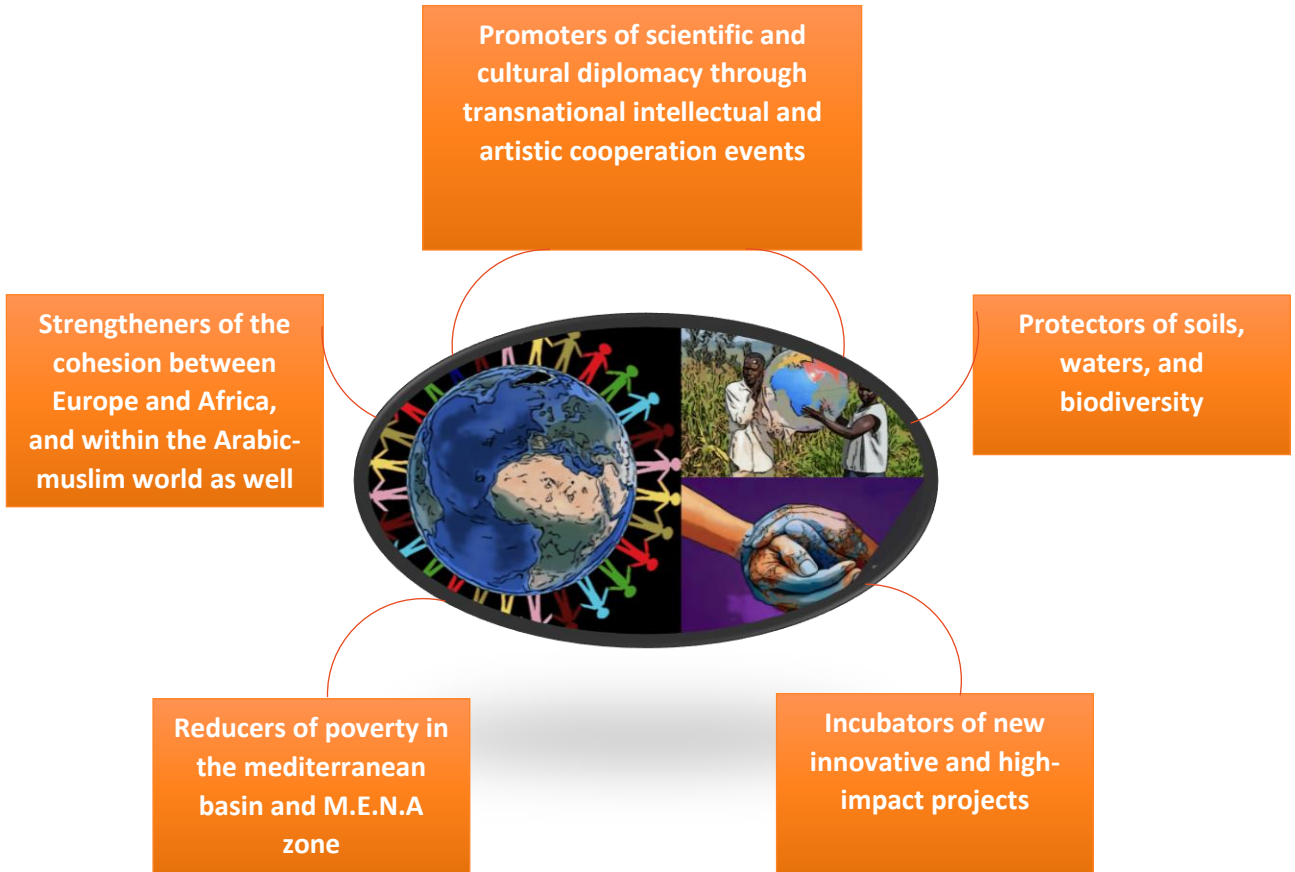 Promoters of scientific and
cultural diplomacy through
transnational intellectual and
artistic cooperation events
Strengtheners of the
cohesion between
Europe and Africa,
and within the Arabic-
muslim world as well
Protectors of soils,
waters, and
biodiversity
Reducers of poverty in
the mediterranean
basin and M.E.N.A
zone
Incubators of new
innovative and high-
impact projects